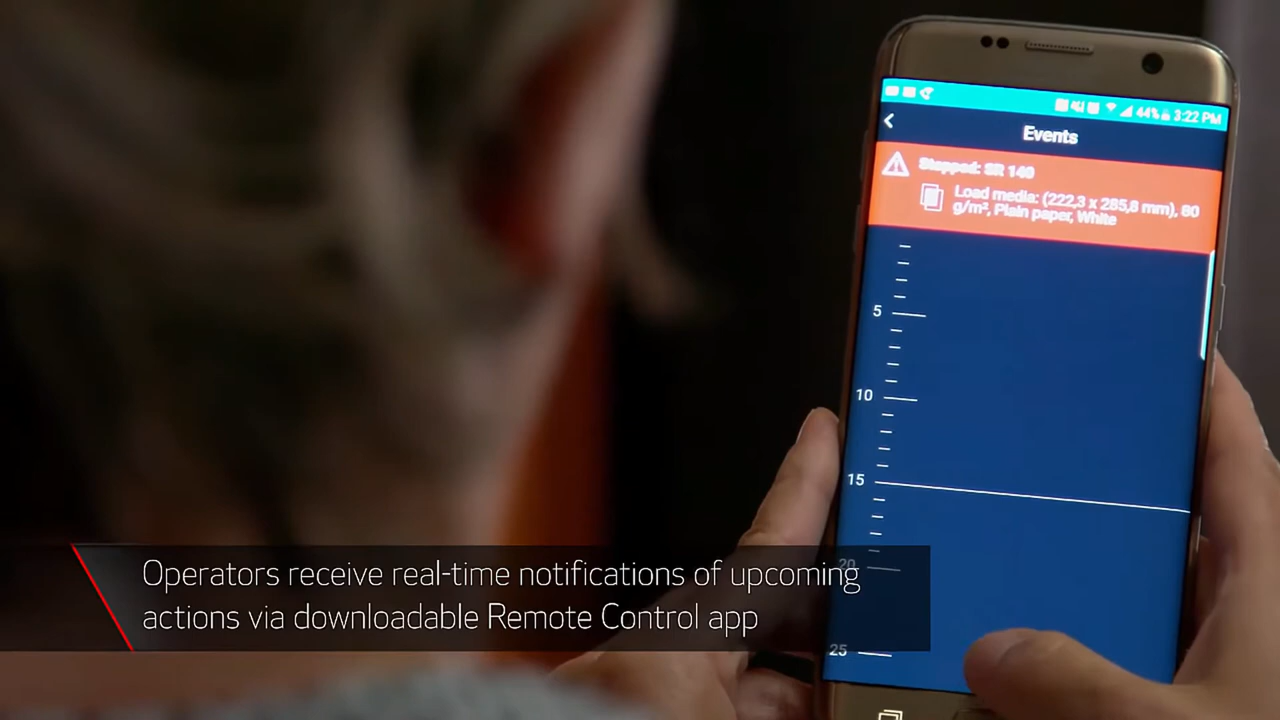 44% 3:22 PM
Events
Stopped: SR 140
Load media: (222,3 x 285,8 mm), 80
g/m², Plain paper, White
5
10
15
20
25
Operators receive real-time notifications of upcoming
actions via downloadable Remote Control app